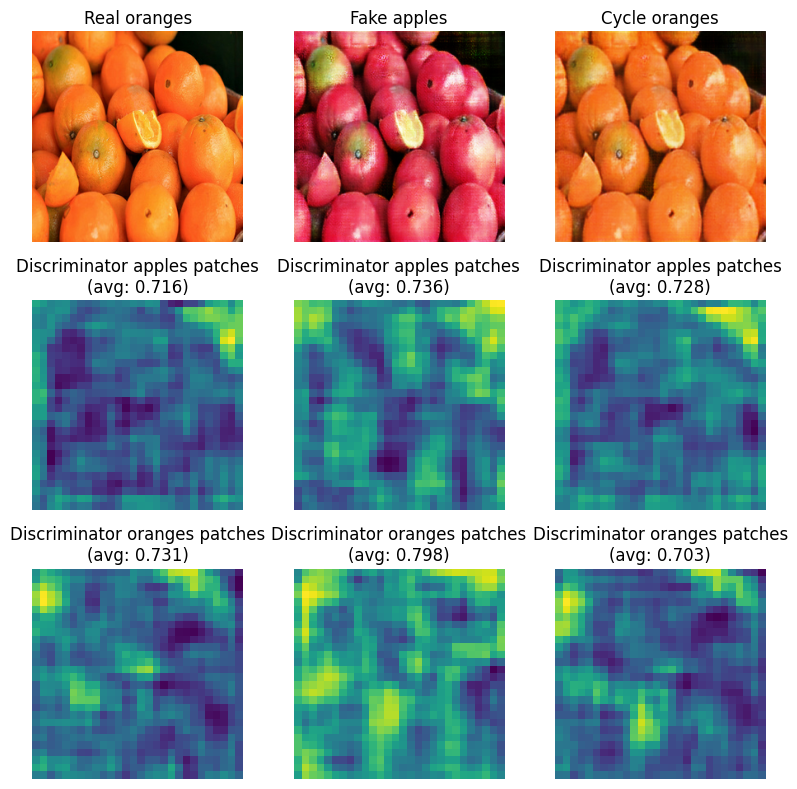 Real oranges
Fake apples
Cycle oranges
Discriminator apples patches
(avg: 0.716)
Discriminator apples patches
(avg: 0.736)
Discriminator apples patches
(avg: 0.728)
Discriminator oranges patches
(avg: 0.731)
Discriminator oranges patches
(avg: 0.798)
Discriminator oranges patches
(avg: 0.703)